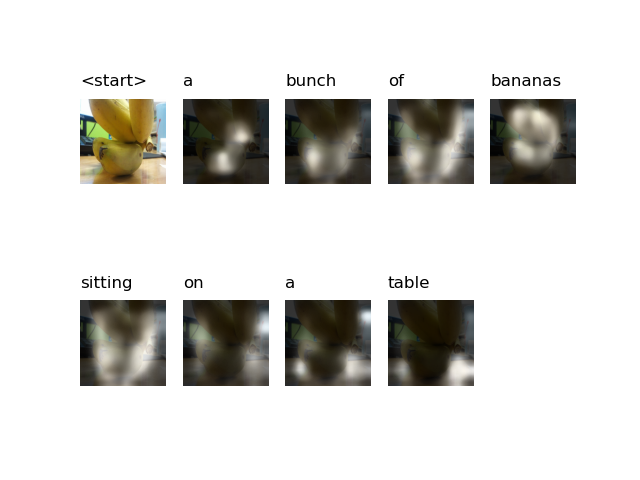 <start> a bunch of bananas
sitting on a table